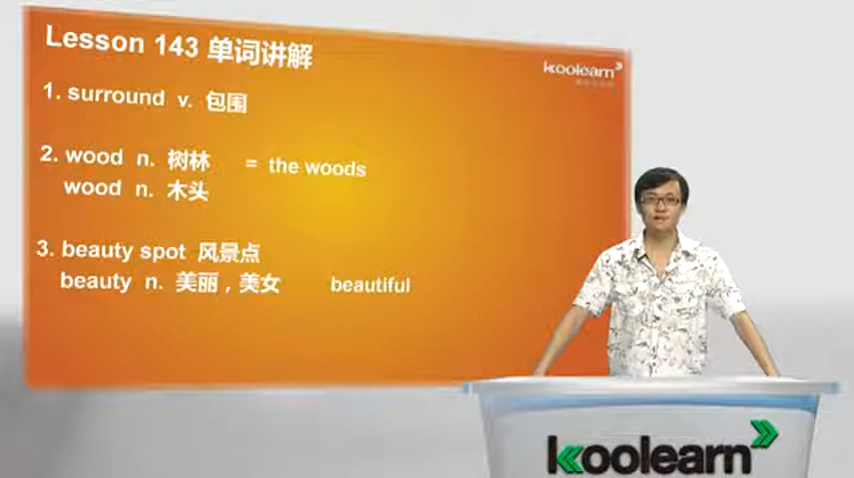 Lesson 143 单词讲解
koolearn
1. surround v. 包围
2. wood n. 树林 = the woods
wood n. 木头
3. beauty spot 风景点
beauty n. 美丽，美女 beautiful
koolearn